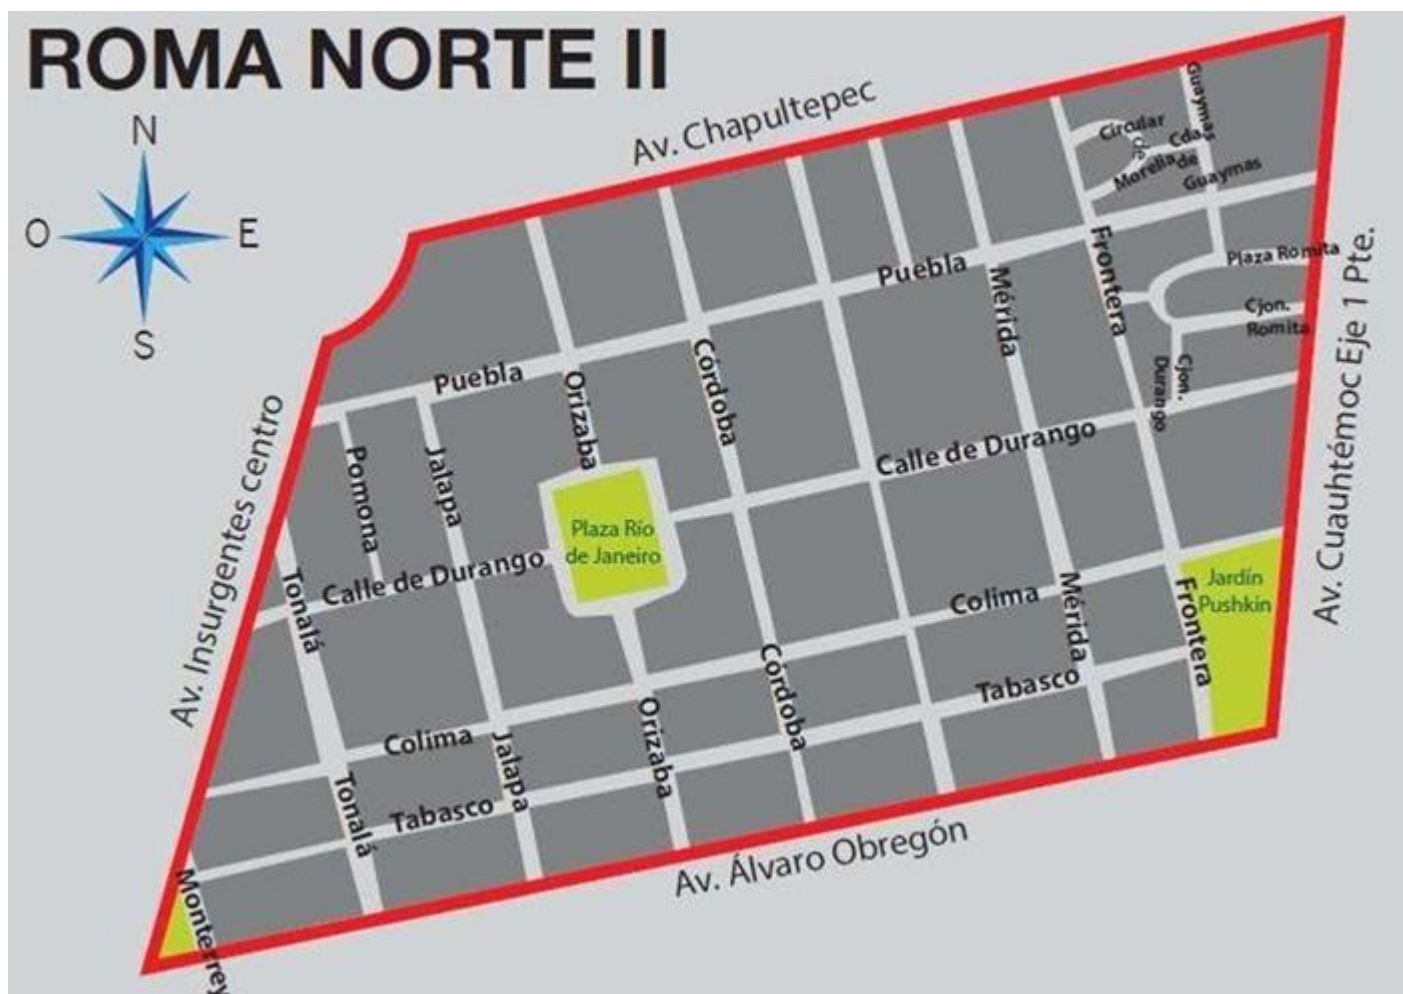 ROMA NORTE II
N
O
E
S
Av. Chapultepec
Guaymas
Circular
de
Morelia
Cda.
de
Guaymas
Puebla
Mérida
Frontera
Plaza Romita
Cjon.
Romita
Cjon.
Durango
Av. Cuauhtémoc Eje 1 Pte.
Puebla
Orizaba
Córdoba
Pomona
Jalapa
Calle de Durango
Av. Insurgentes centro
Plaza Río
de Janeiro
Calle de Durango
Tonalá
Colima
Mérida
Frontera
Jardín
Pushkin
Córdoba
Tabasco
Orizaba
Colima
Jalapa
Tonalá
Tabasco
Av. Álvaro Obregón
Monterrey